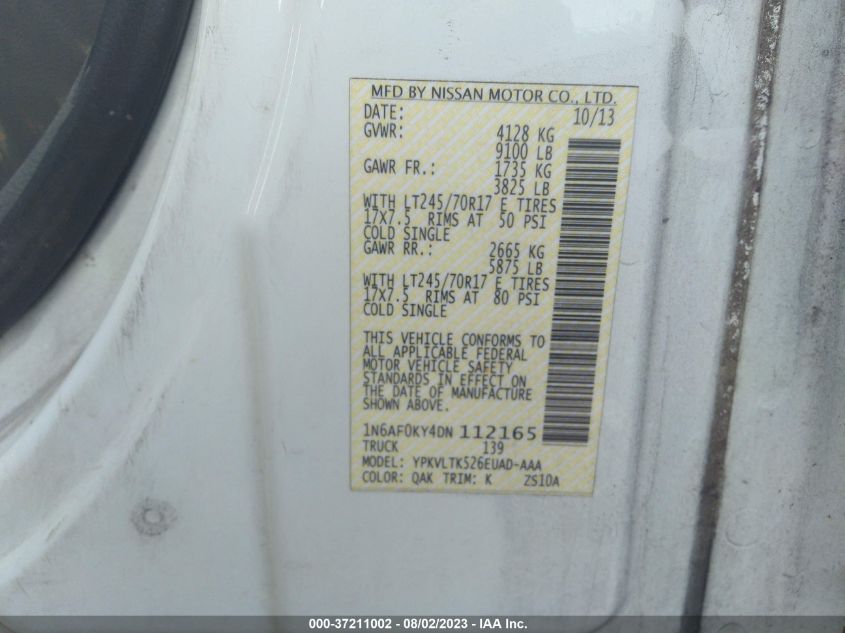 MFD BY NISSAN MOTOR CO., LTD.
DATE: 10/13
GVWR: 4128 KG
9100 LB
GAWR FR.: 1735 KG
3825 LB
WITH LT245/70R17 E TIRES
17X7.5 RIMS AT 50 PSI
COLD SINGLE
GAWR RR.: 2665 KG
5875 LB
WITH LT245/70R17 E TIRES
17X7.5 RIMS AT 80 PSI
COLD SINGLE
THIS VEHICLE CONFORMS TO
ALL APPLICABLE FEDERAL
MOTOR VEHICLE SAFETY
STANDARDS IN EFFECT ON
THE DATE OF MANUFACTURE
SHOWN ABOVE.
1N6AF0KY4DN 112165
TRUCK 139
MODEL: YPKVLTK526EUAD-AAA
COLOR: QAK TRIM: K ZS10A
000-37211002 - 08/02/2023 - IAA Inc.